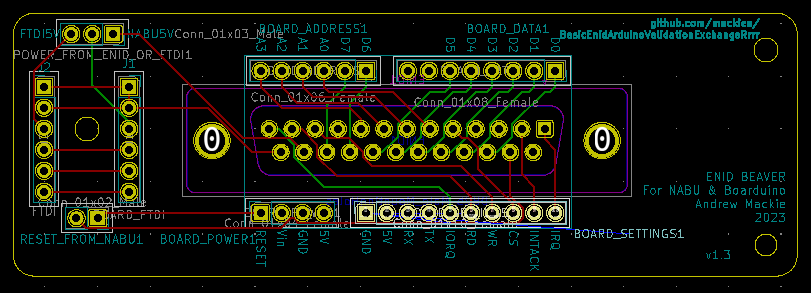 github.com/mackiea/
BasicEnidArduinoValidationExchangeRrrr
FTDI5V
NABU5V
Conn_01x03_Male
BOARD_ADDRESS1
BOARD_DATA1
POWER_FROM_ENID_OR_FTDI1
J2
J1
A3
A2
A1
A0
D7
D6
D5
D4
D3
D2
D1
D0
Conn_01x06_Female
Conn_01x08_Female
0
0
ENID BEAVER
For NABU & Boarduino
Andrew Mackie
2023
FTDI
BOARD_FTDI
RESET_FROM_NABU1
BOARD_POWER1
BOARD_SETTINGS1
RESET
Vin
GND
5V
GND
5V
RX
TX
IORQ
RD
WR
CS
INTACK
IRQ
v1.3